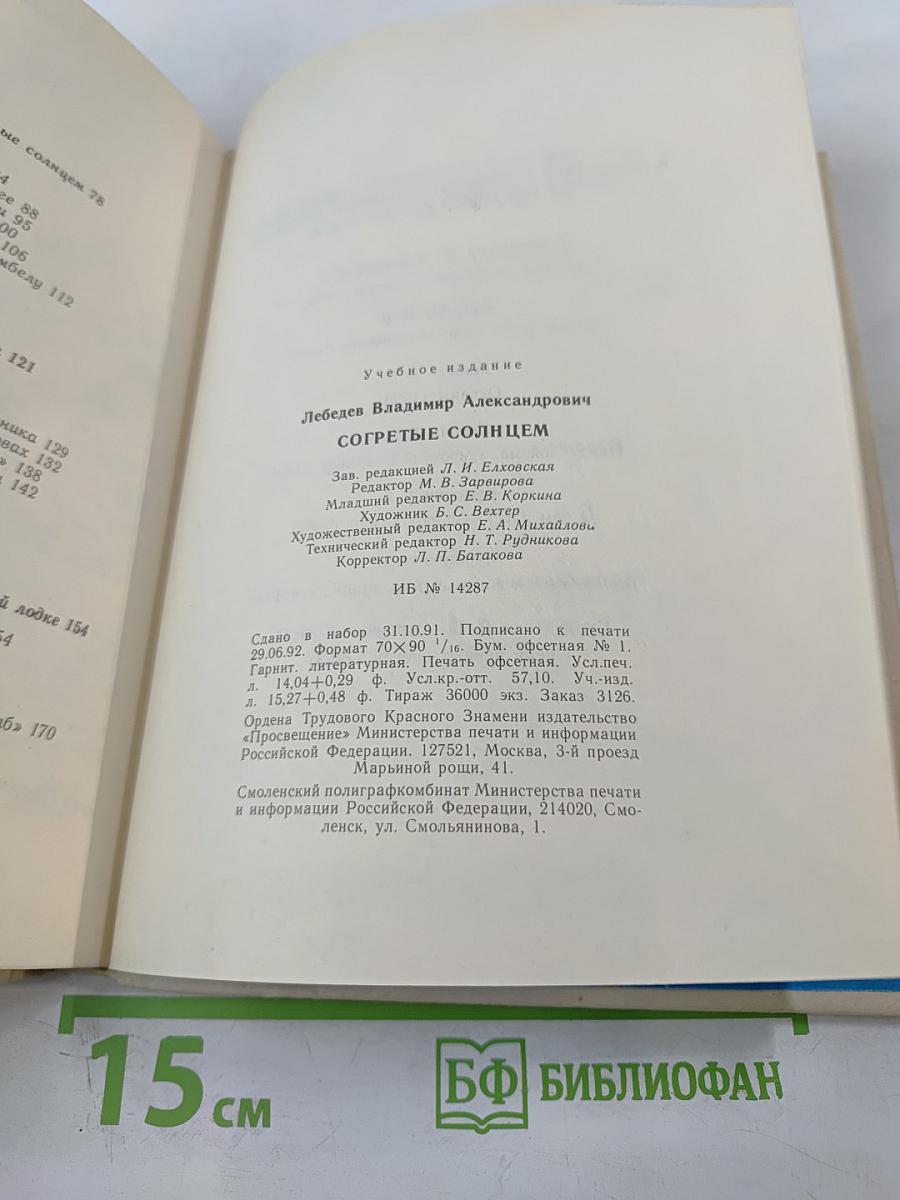 ые солнцем 78
88
95
106
112
121
129
вах 132
138
142
й лодке 154
170
Учебное издание
Лебедев Владимир Александрович
СОГРЕТЫЕ СОЛНЦЕМ
Зав. редакцией Л. И. Елховская
Редактор М. В. Зарвирова
Младший редактор Е. В. Коркина
Художник Б. С. Вехтер
Художественный редактор Е. А. Михайлова
Технический редактор Н. Т. Рудникова
Корректор Л. П. Батакова
ИБ № 14287
Сдано в набор 31.10.91. Подписано к печати
29.06.92. Формат 70×90 1/16. Бум. офсетная № 1.
Гарнит. литературная. Печать офсетная. Усл.печ.
л. 14,04+0,29 ф. Усл.кр.-отт. 57,10. Уч.-изд.
л. 15,27+0,48 ф. Тираж 36000 экз. Заказ 3126.
Ордена Трудового Красного Знамени издательство
«Просвещение» Министерства печати и информации
Российской Федерации. 127521, Москва, 3-й проезд
Марьиной рощи, 41.
Смоленский полиграфкомбинат Министерства печати
и информации Российской Федерации, 214020, Смо-
ленск, ул. Смольянинова, 1.
15 см
БФ БИБЛИОФАН